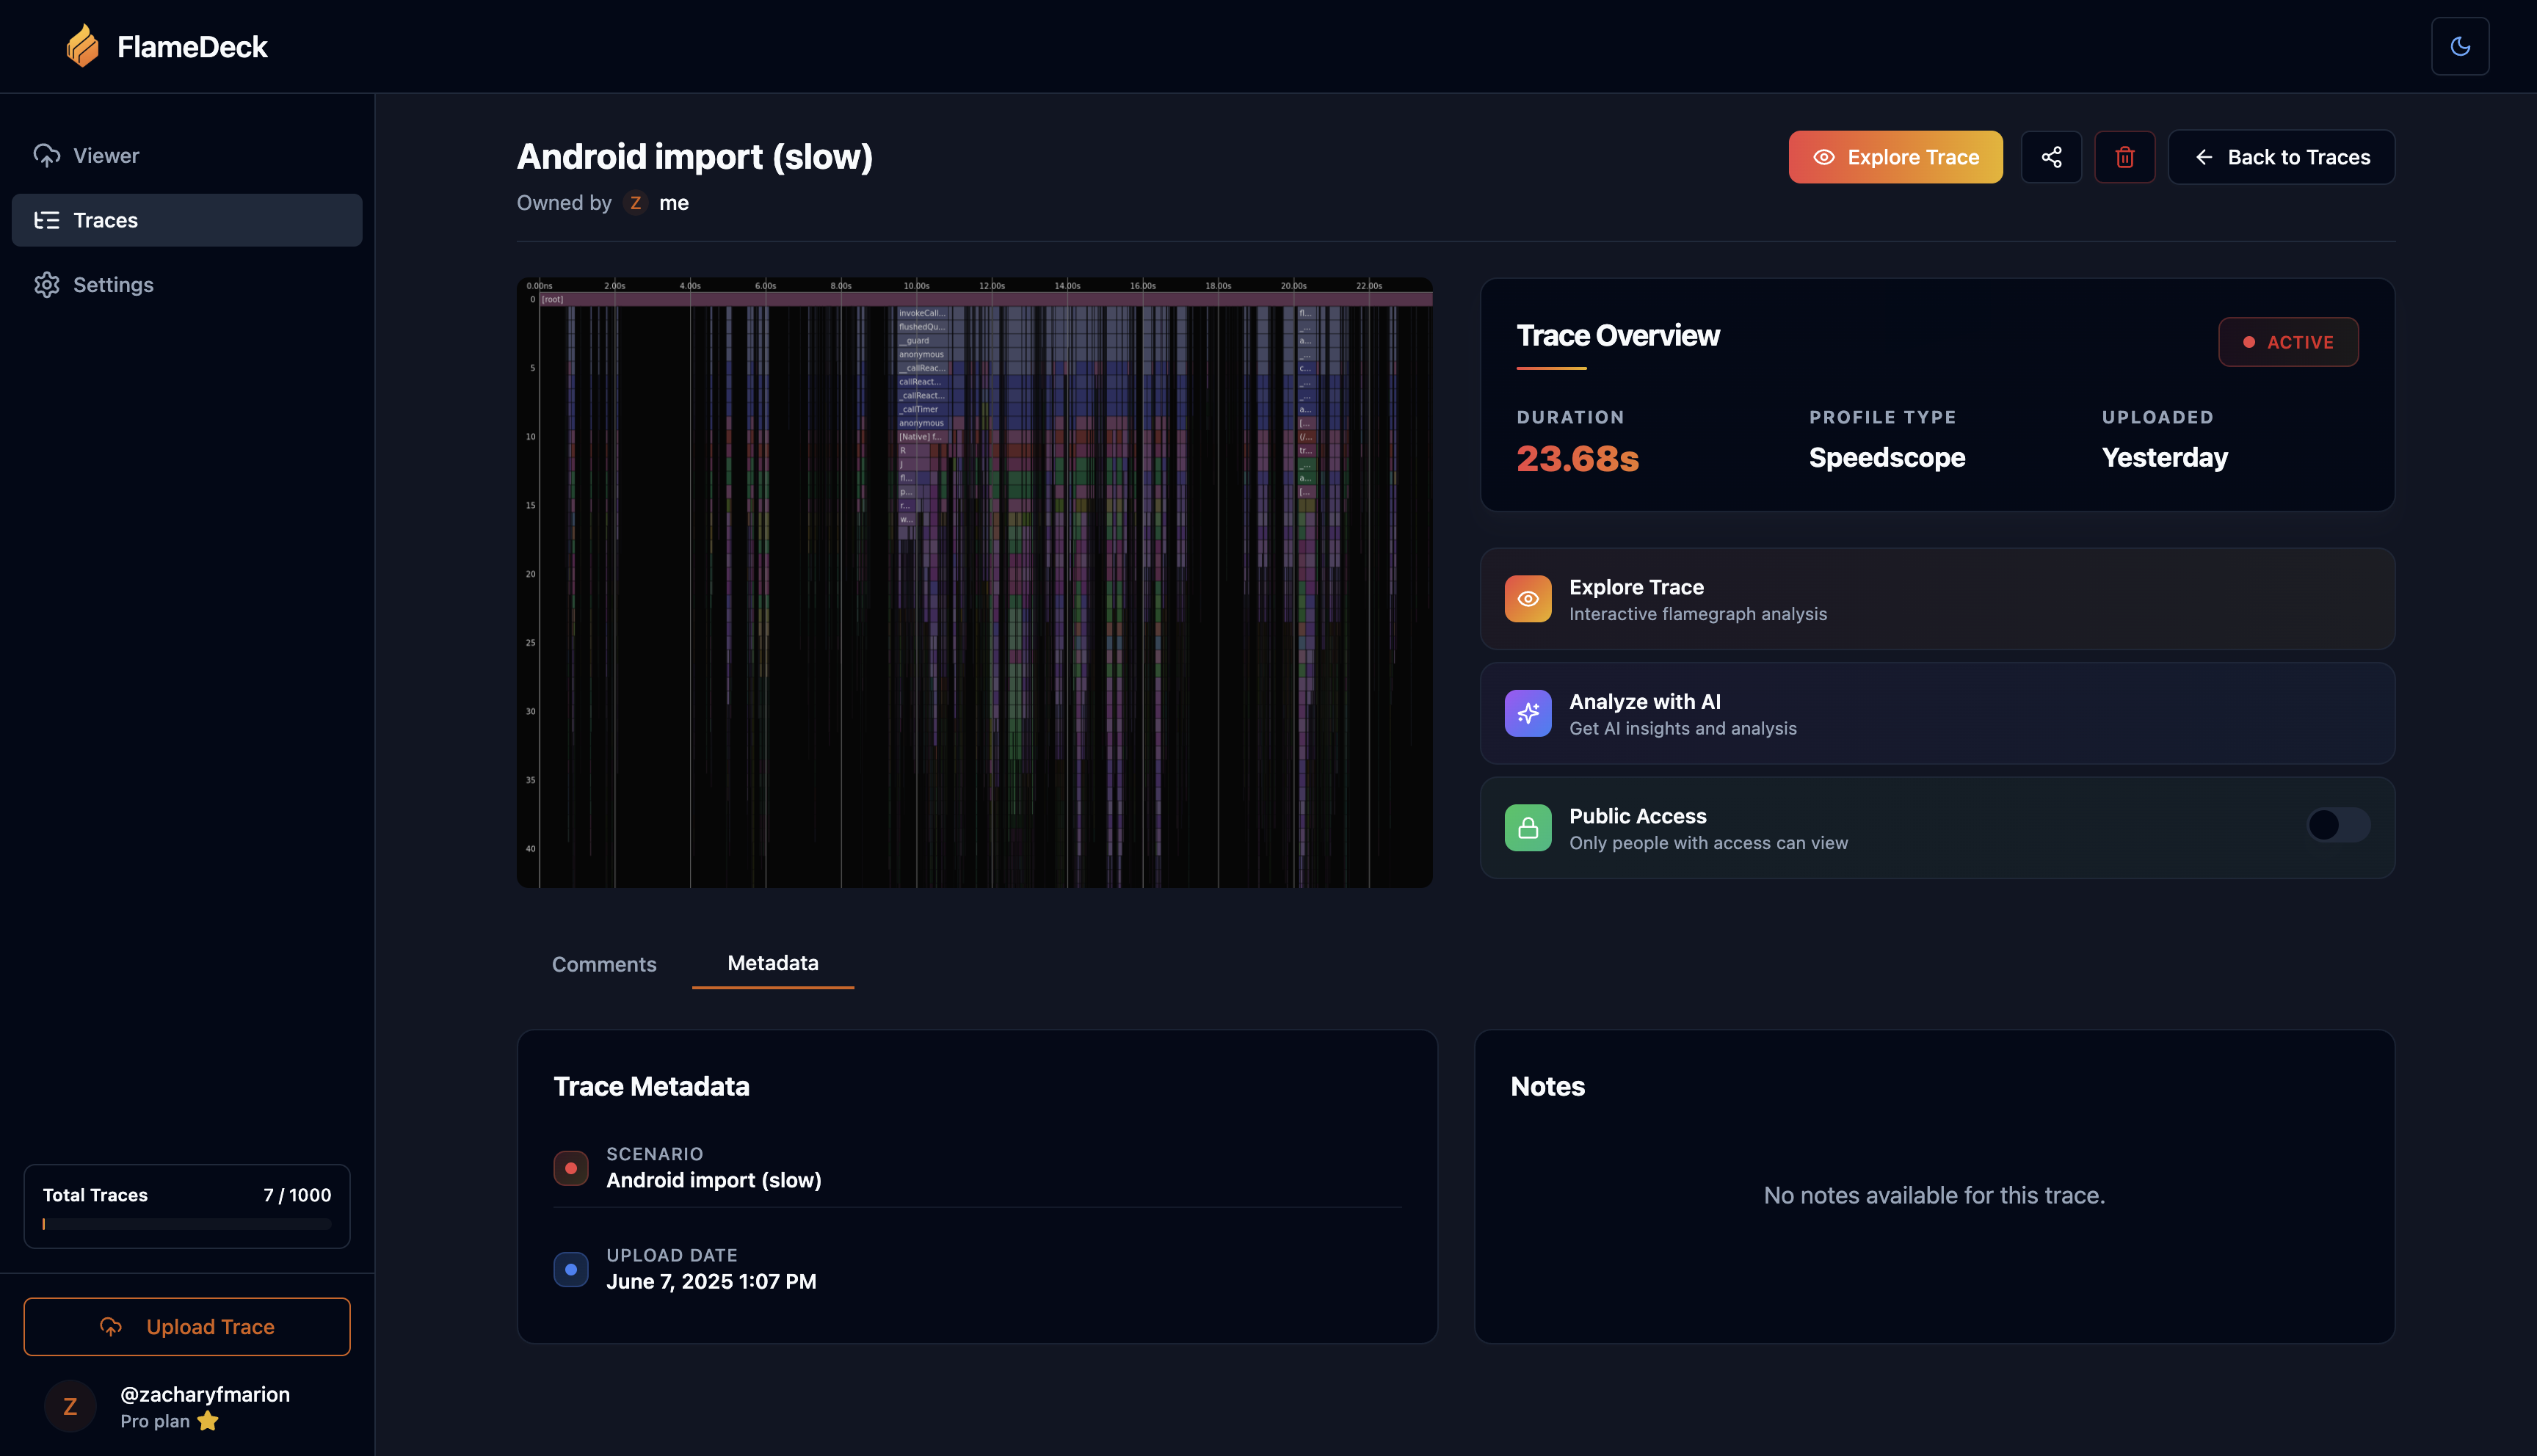 FlameDeck
Viewer
Traces
Settings
Total Traces 7 / 1000
Upload Trace
Z
@zacharyfmarion
Pro plan
Android import (slow)
Owned by Z me
Explore Trace
Back to Traces
0.00ns 2.00s 4.00s 6.00s 8.00s 10.00s 12.00s 14.00s 16.00s 18.00s 20.00s 22.00s
0 [root]
invokeCall... fl...
flushedQu... _...
__guard a...
anonymous _...
5 __callReac... c...
callReact... _...
_callReact... _...
_callTimer a...
anonymous [...
10 [Native] f... (/...
R tr...
J _...
fl... a...
p... [...
15 r...
w...
20
25
30
35
40
Trace Overview
ACTIVE
DURATION
23.68s
PROFILE TYPE
Speedscope
UPLOADED
Yesterday
Explore Trace
Interactive flamegraph analysis
Analyze with AI
Get AI insights and analysis
Public Access
Only people with access can view
Comments
Metadata
Trace Metadata
SCENARIO
Android import (slow)
UPLOAD DATE
June 7, 2025 1:07 PM
Notes
No notes available for this trace.